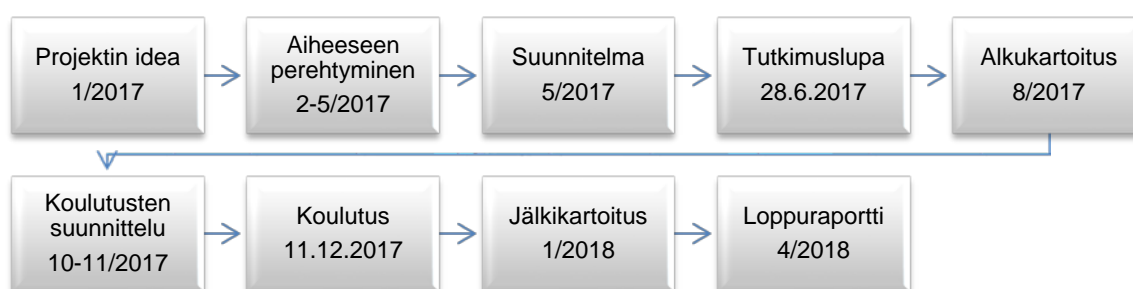 Projektin idea
1/2017
Aiheeseen
perehtyminen
2-5/2017
Suunnitelma
5/2017
Tutkimuslupa
28.6.2017
Alkukartoitus
8/2017
Koulutusten
suunnittelu
10-11/2017
Koulutus
11.12.2017
Jälkikartoitus
1/2018
Loppuraportti
4/2018